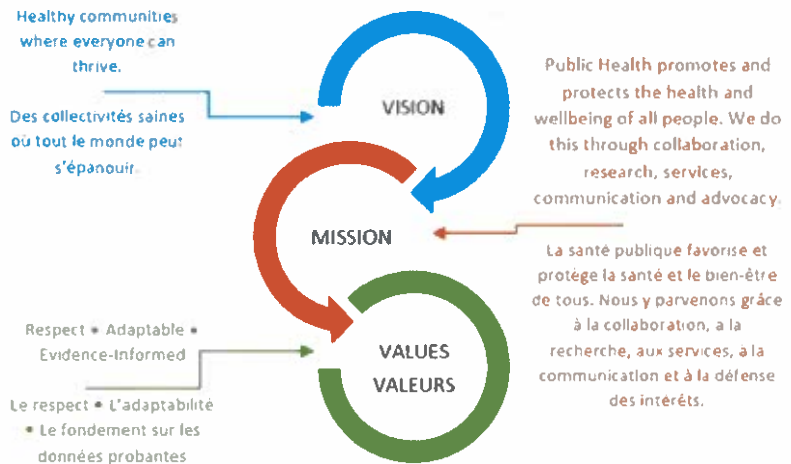 Healthy communities
where everyone can
thrive.
Des collectivités saines
où tout le monde peut
s'épanouir.
VISION
Public Health promotes and
protects the health and
wellbeing of all people. We do
this through collaboration,
research, services,
communication and advocacy.
MISSION
La santé publique favorise et
protège la santé et le bien-être
de tous. Nous y parvenons grâce
à la collaboration, a la
recherche, aux services, à la
communication et à la défense
des intérêts.
Respect • Adaptable •
Evidence-Informed
VALUES
VALEURS
Le respect • L'adaptabilité
• Le fondement sur les
données probantes